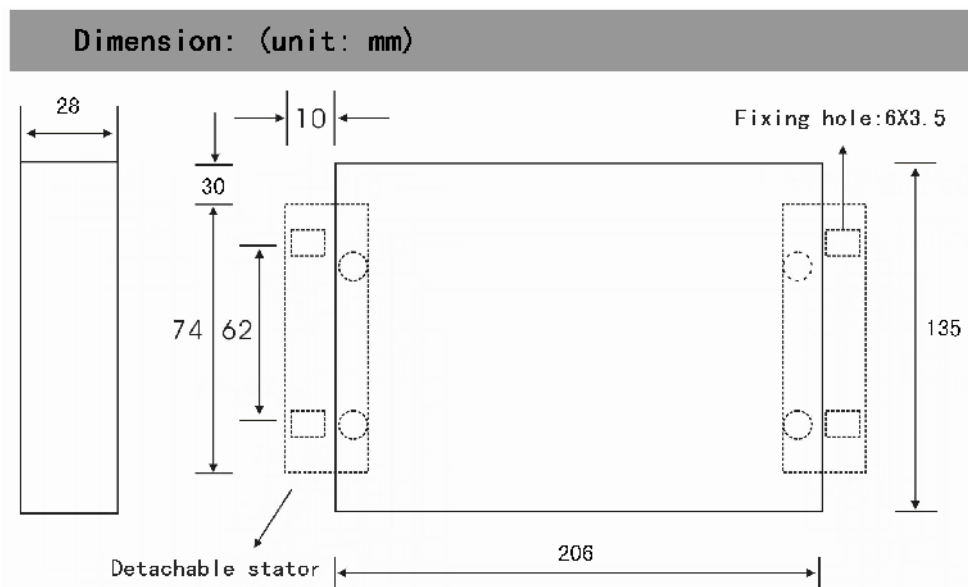 Dimension: (unit: mm)
28
10
Fixing hole:6X3.5
30
74
62
135
206
Detachable stator